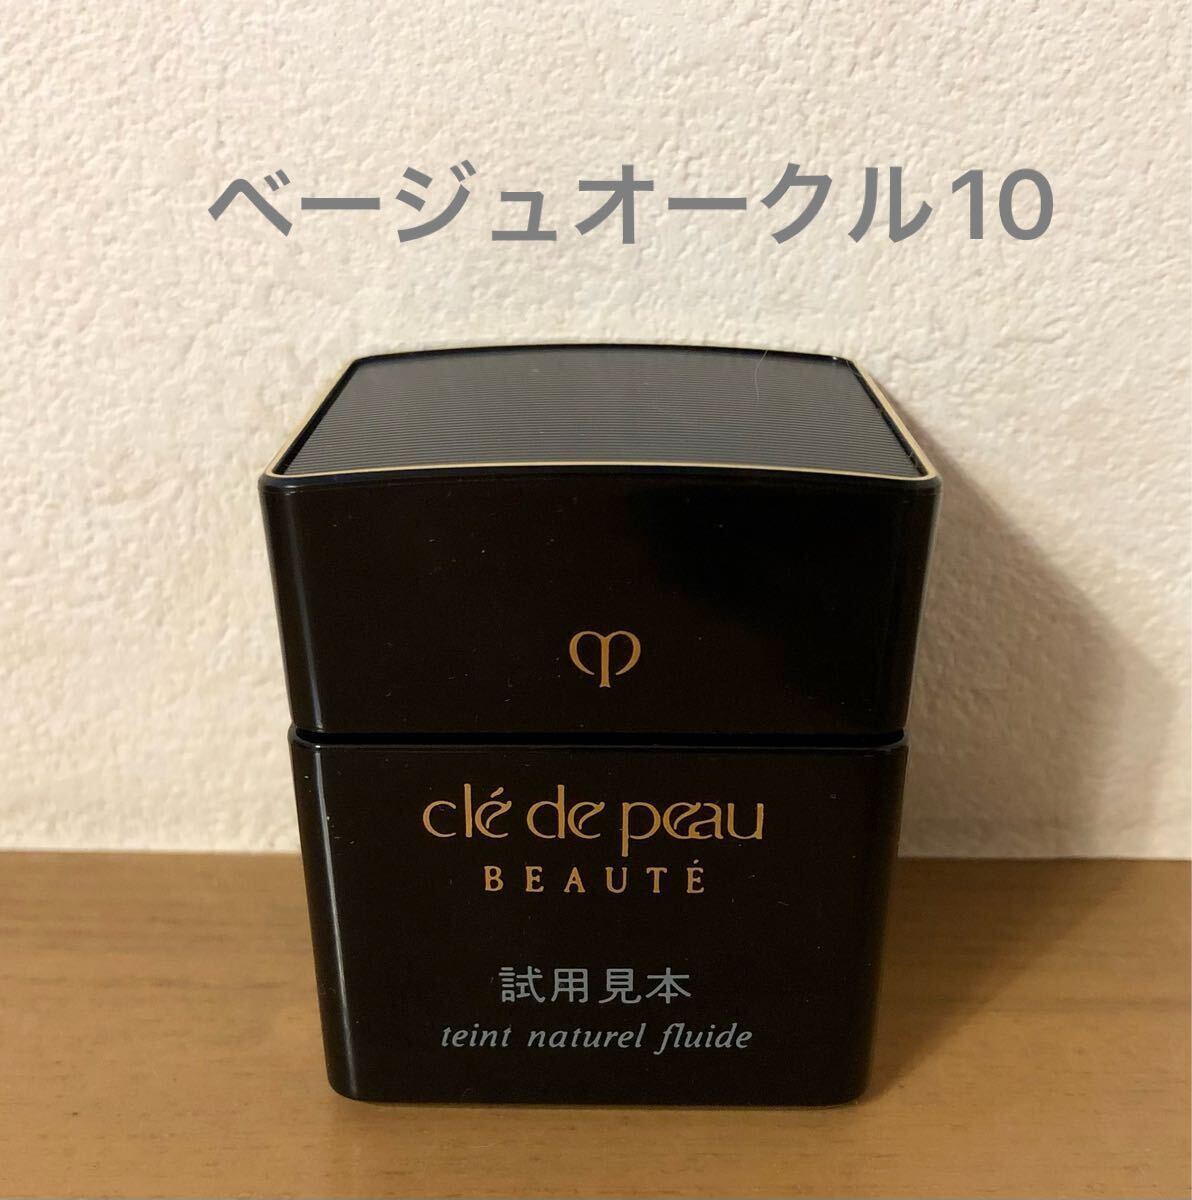 ベージュオークル10
clé de peau
BEAUTÉ
試用見本
teint naturel fluide